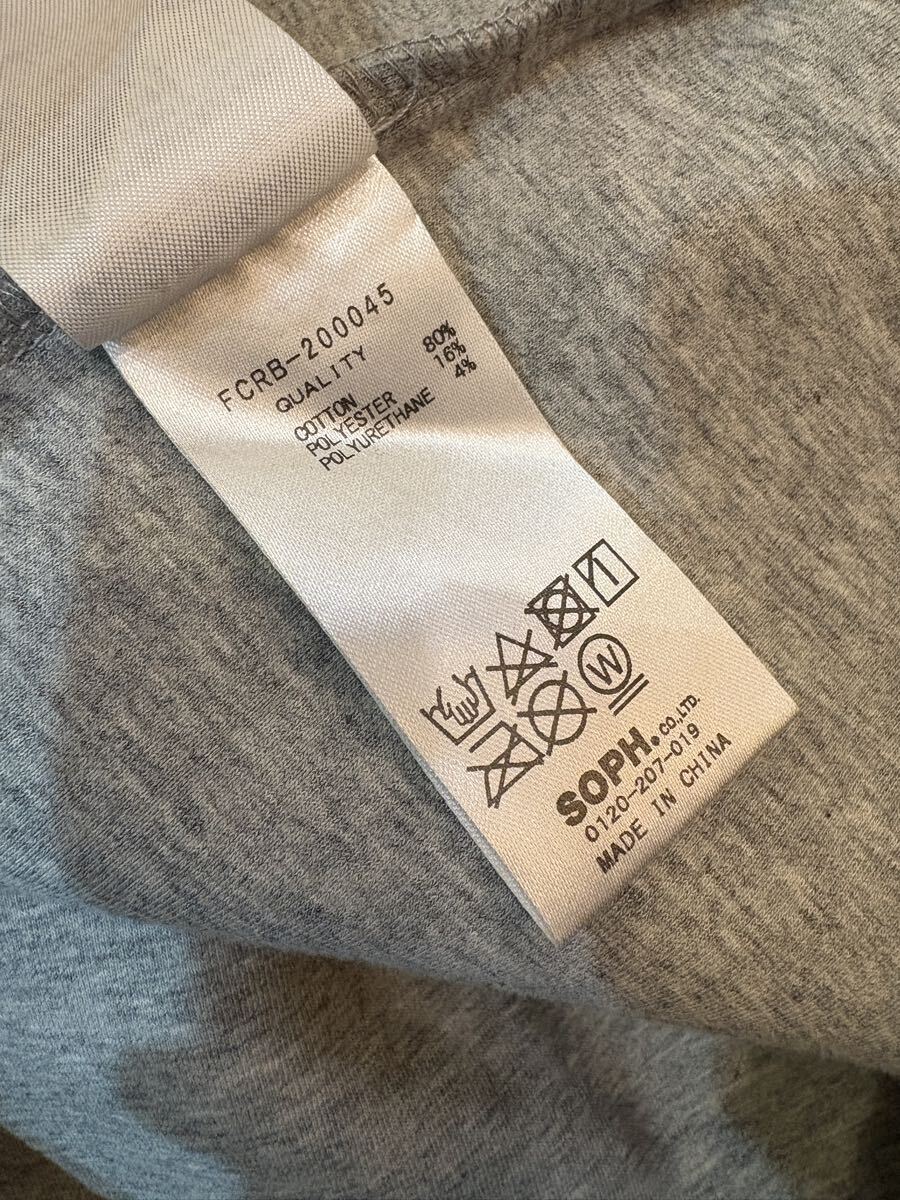 FCRB-200045
QUALITY
COTTON 80%
POLYESTER 16%
POLYURETHANE 4%
W
SOPH. CO.,LTD.
0120-207-019
MADE IN CHINA